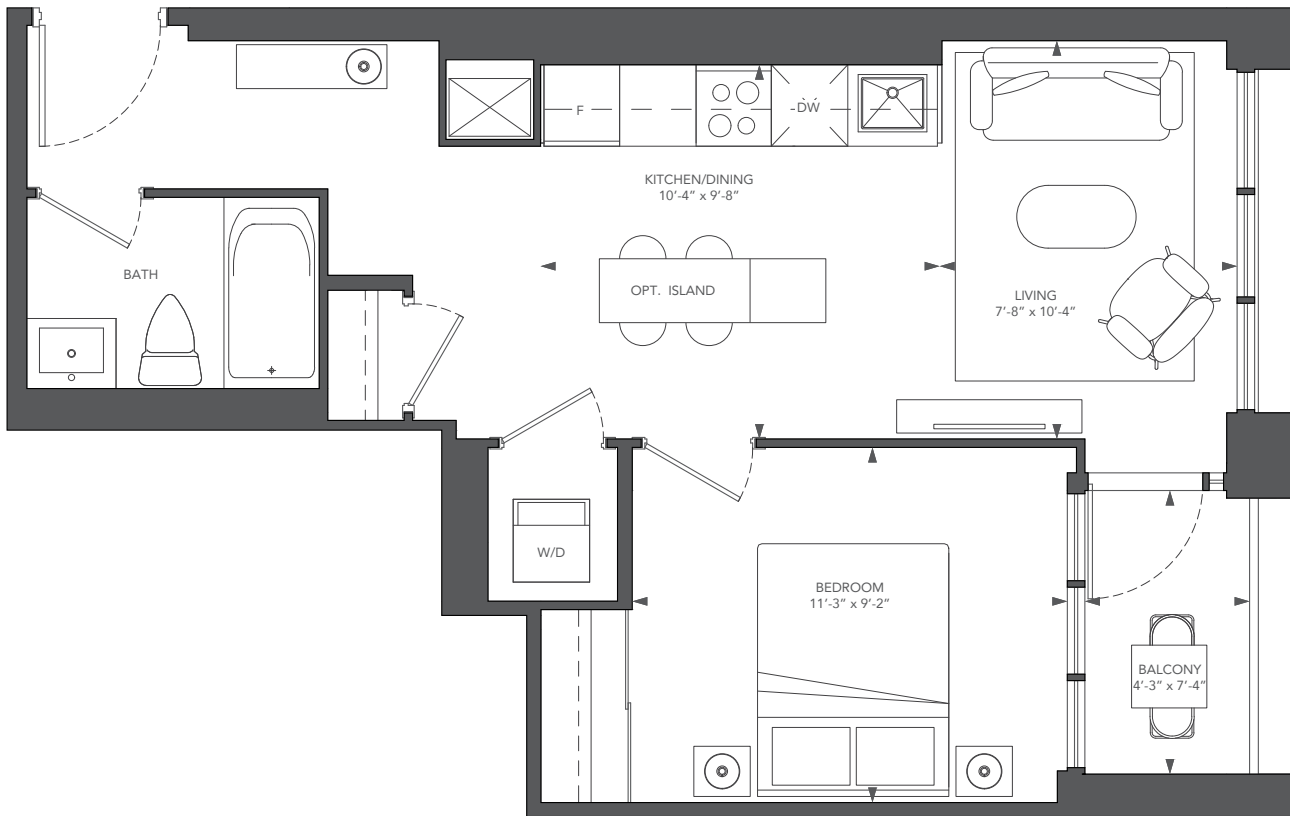 F
DW
KITCHEN/DINING
10'-4" x 9'-8"
BATH
OPT. ISLAND
LIVING
7'-8" x 10'-4"
W/D
BEDROOM
11'-3" x 9'-2"
BALCONY
4'-3" x 7'-4"